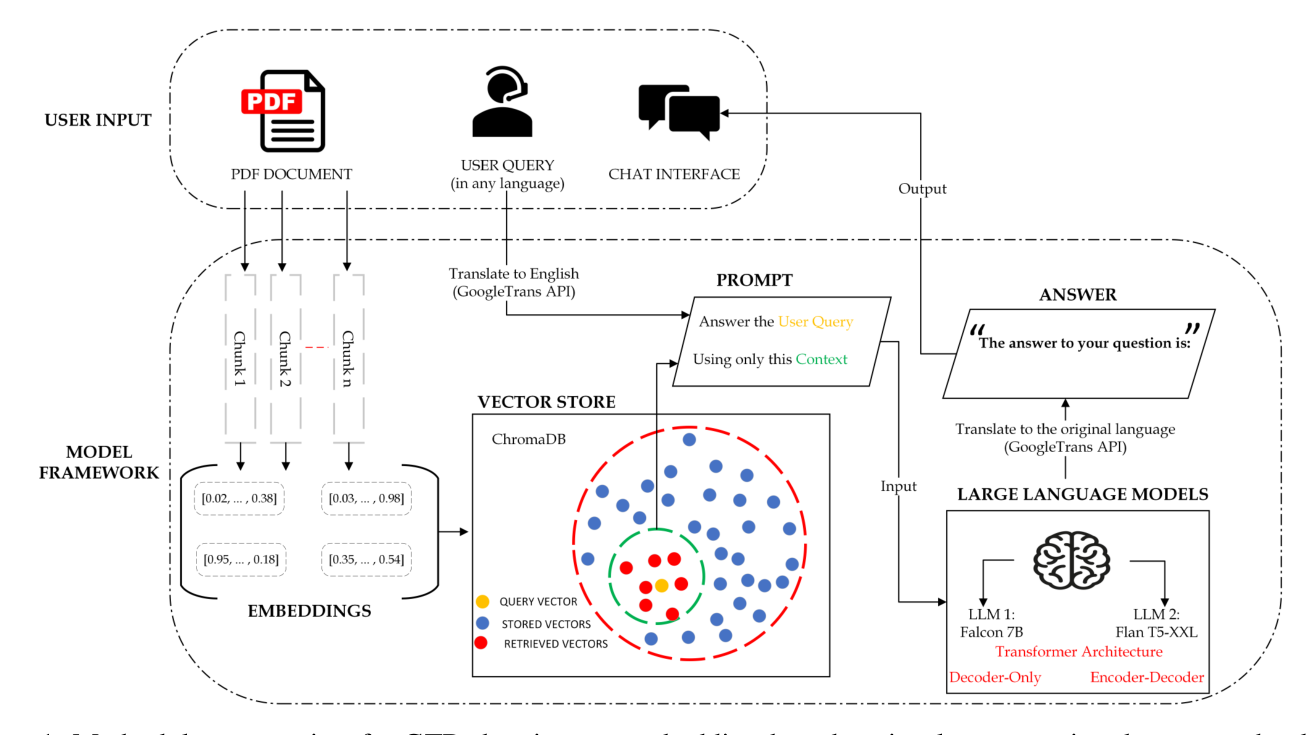 USER INPUT
PDF
PDF DOCUMENT
USER QUERY
(in any language)
CHAT INTERFACE
Output
Translate to English
(GoogleTrans API)
PROMPT
Answer the User Query
Using only this Context
ANSWER
“The answer to your question is:”
Chunk 1
Chunk 2
Chunk n
MODEL
FRAMEWORK
[0.02, ... , 0.38]
[0.03, ... , 0.98]
[0.95, ... , 0.18]
[0.35, ... , 0.54]
EMBEDDINGS
VECTOR STORE
ChromaDB
QUERY VECTOR
STORED VECTORS
RETRIEVED VECTORS
Input
Translate to the original language
(GoogleTrans API)
LARGE LANGUAGE MODELS
LLM 1:
Falcon 7B
LLM 2:
Flan T5-XXL
Transformer Architecture
Decoder-Only
Encoder-Decoder